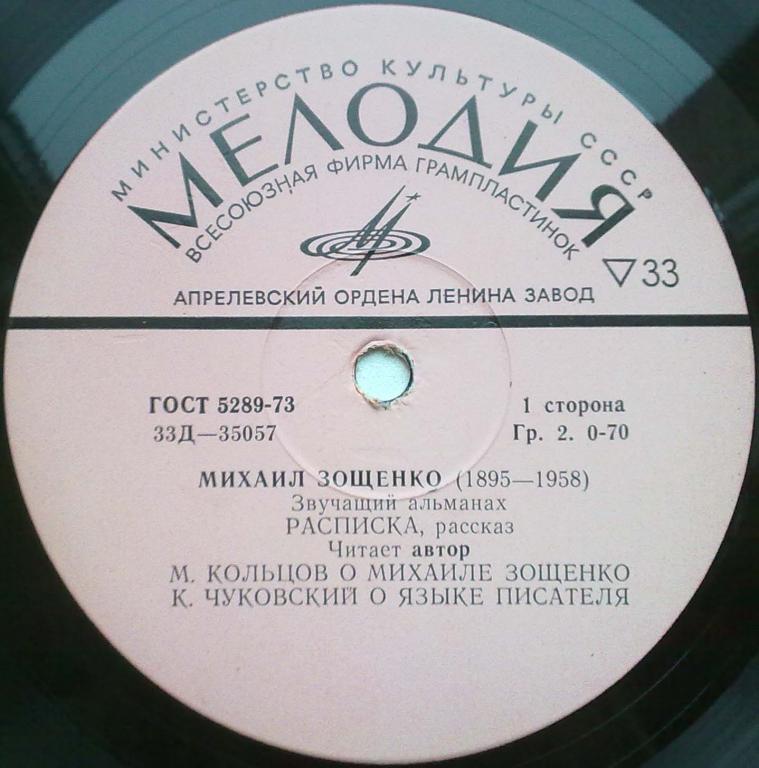 МИНИСТЕРСТВО КУЛЬТУРЫ СССР
МЕЛОДИЯ
ВСЕСОЮЗНАЯ ФИРМА ГРАМПЛАСТИНОК
▽33
АПРЕЛЕВСКИЙ ОРДЕНА ЛЕНИНА ЗАВОД
ГОСТ 5289-73 1 сторона
33Д—35057 Гр. 2. 0-70
МИХАИЛ ЗОЩЕНКО (1895—1958)
Звучащий альманах
РАСПИСКА, рассказ
Читает автор
М. КОЛЬЦОВ О МИХАИЛЕ ЗОЩЕНКО
К. ЧУКОВСКИЙ О ЯЗЫКЕ ПИСАТЕЛЯ